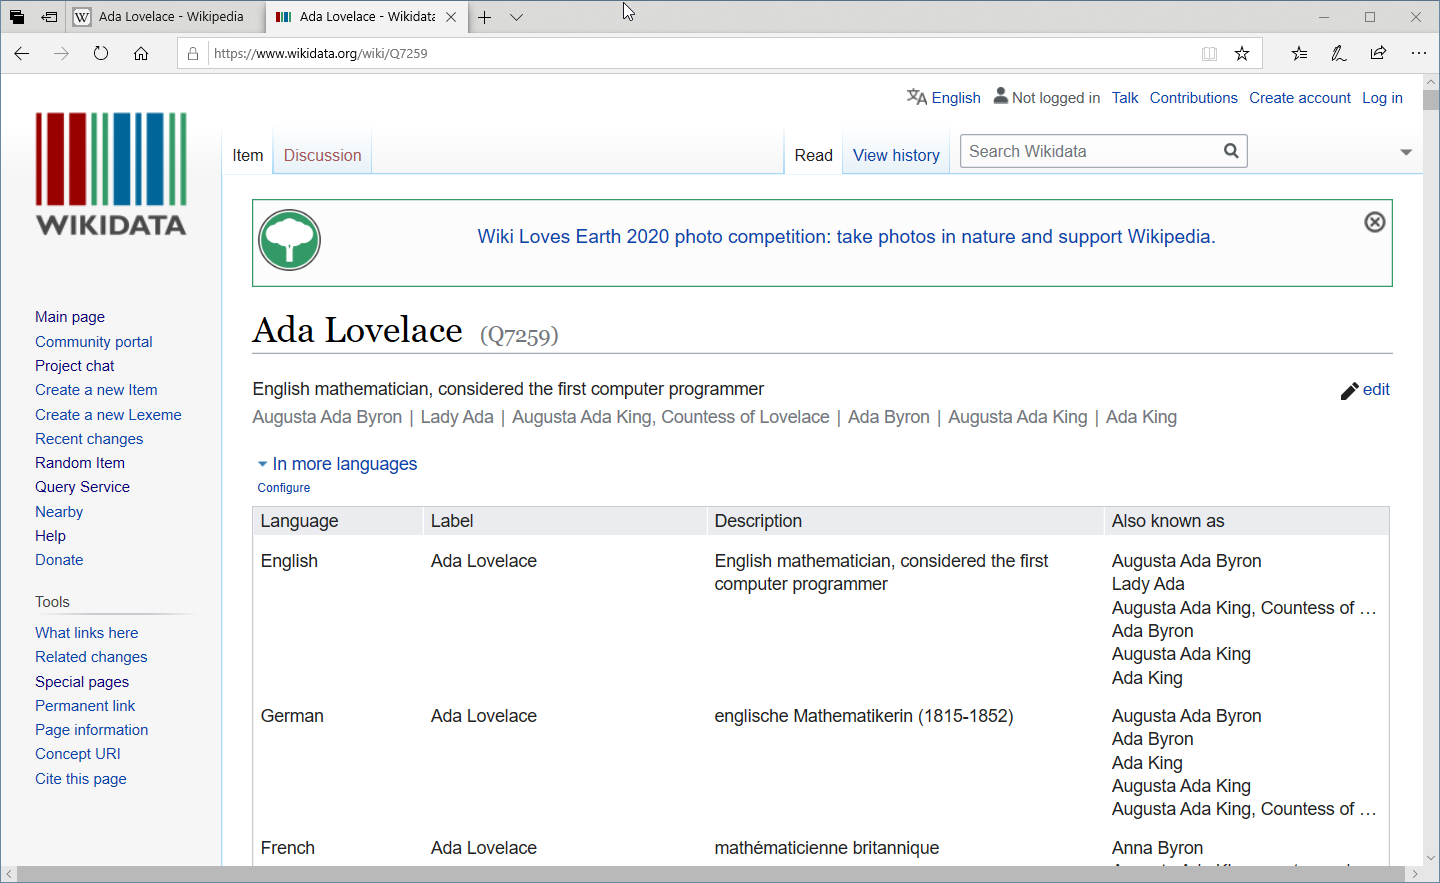 W Ada Lovelace - Wikipedia
Ada Lovelace - Wikidata
https://www.wikidata.org/wiki/Q7259
English Not logged in Talk Contributions Create account Log in
WIKIDATA
Item Discussion Read View history Search Wikidata
Wiki Loves Earth 2020 photo competition: take photos in nature and support Wikipedia.
Main page
Community portal
Project chat
Create a new Item
Create a new Lexeme
Recent changes
Random Item
Query Service
Nearby
Help
Donate
Tools
What links here
Related changes
Special pages
Permanent link
Page information
Concept URI
Cite this page
Ada Lovelace (Q7259)
English mathematician, considered the first computer programmer
edit
Augusta Ada Byron | Lady Ada | Augusta Ada King, Countess of Lovelace | Ada Byron | Augusta Ada King | Ada King
In more languages
Configure
Language Label Description Also known as
English Ada Lovelace English mathematician, considered the first computer programmer
Augusta Ada Byron
Lady Ada
Augusta Ada King, Countess of …
Ada Byron
Augusta Ada King
Ada King
German Ada Lovelace englische Mathematikerin (1815-1852)
Augusta Ada Byron
Ada Byron
Ada King
Augusta Ada King
Augusta Ada King, Countess of …
French Ada Lovelace mathématicienne britannique
Anna Byron